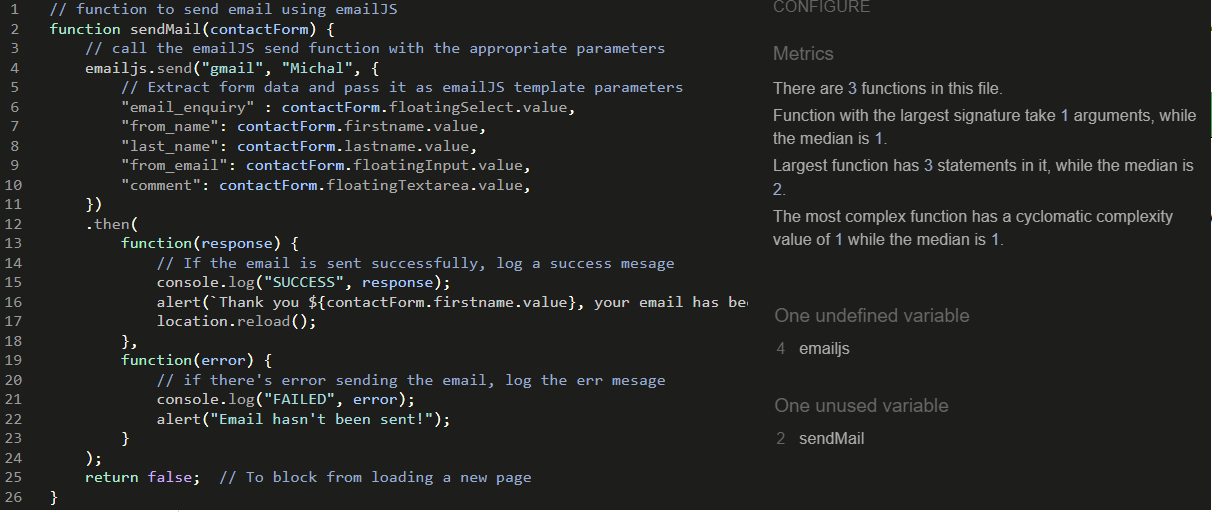 1 // function to send email using emailJS
2 function sendMail(contactForm) {
3 // call the emailJS send function with the appropriate parameters
4 emailjs.send("gmail", "Michal", {
5 // Extract form data and pass it as emailJS template parameters
6 "email_enquiry" : contactForm.floatingSelect.value,
7 "from_name": contactForm.firstname.value,
8 "last_name": contactForm.lastname.value,
9 "from_email": contactForm.floatingInput.value,
10 "comment": contactForm.floatingTextarea.value,
11 })
12 .then(
13 function(response) {
14 // If the email is sent successfully, log a success mesage
15 console.log("SUCCESS", response);
16 alert(`Thank you ${contactForm.firstname.value}, your email has
17 location.reload();
18 },
19 function(error) {
20 // if there's error sending the email, log the err mesage
21 console.log("FAILED", error);
22 alert("Email hasn't been sent!");
23 }
24 );
25 return false;  // To block from loading a new page
26 }
CONFIGURE
Metrics
There are 3 functions in this file.
Function with the largest signature take 1 arguments, while
the median is 1.
Largest function has 3 statements in it, while the median is
2.
The most complex function has a cyclomatic complexity
value of 1 while the median is 1.
One undefined variable
4 emailjs
One unused variable
2 sendMail